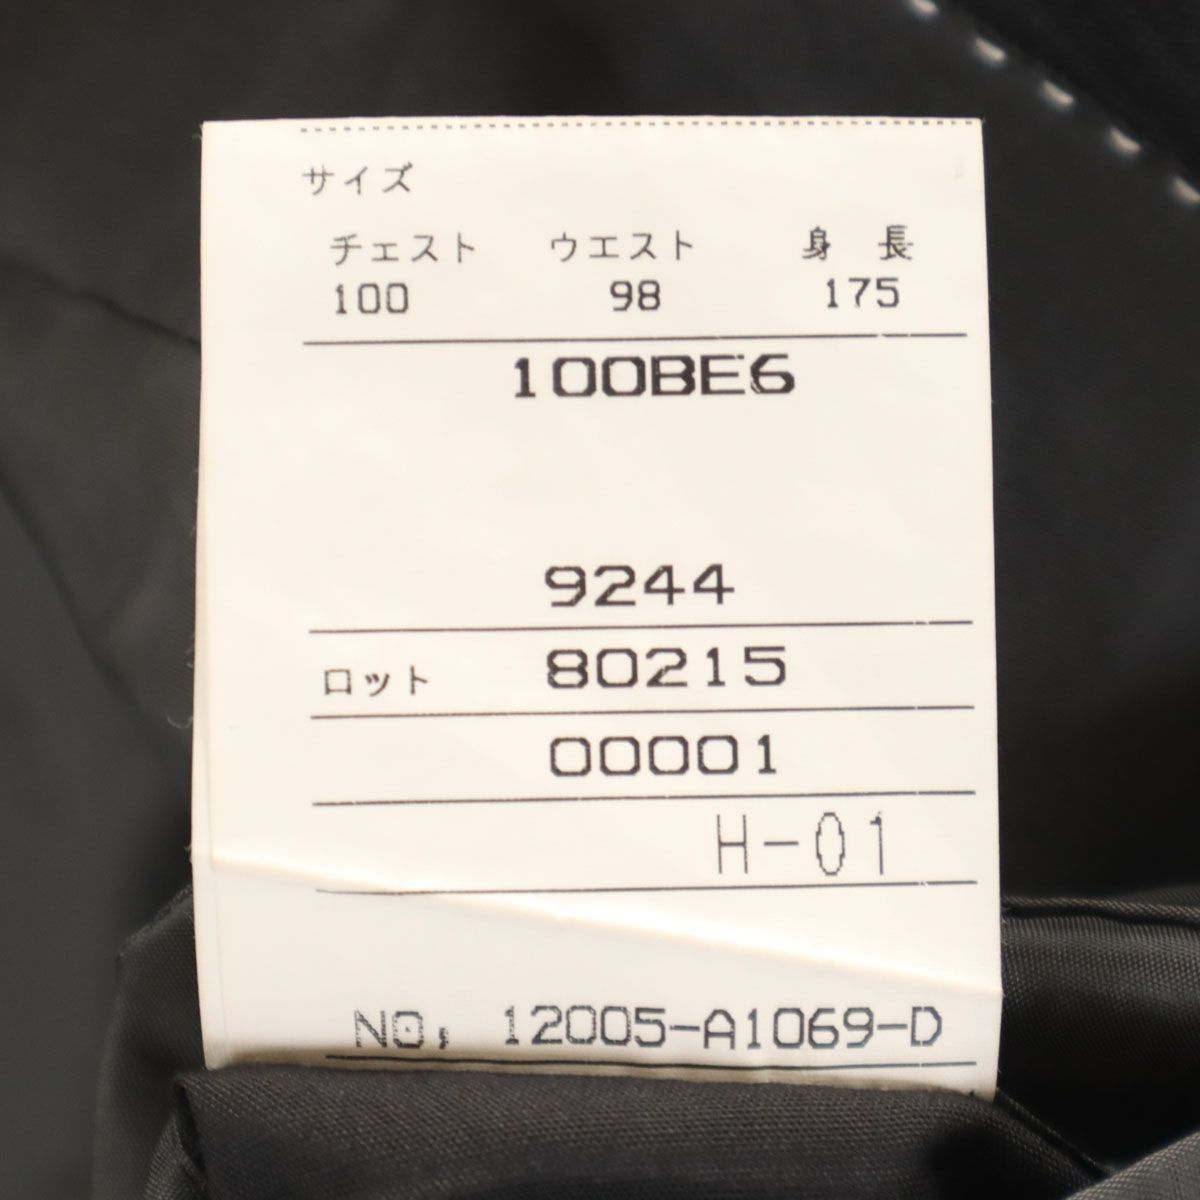 サイズ
チェスト ウエスト 身 長
100 98 175
100BE6
9244
ロット 80215
00001
H-01
NO, 12005-A1069-D